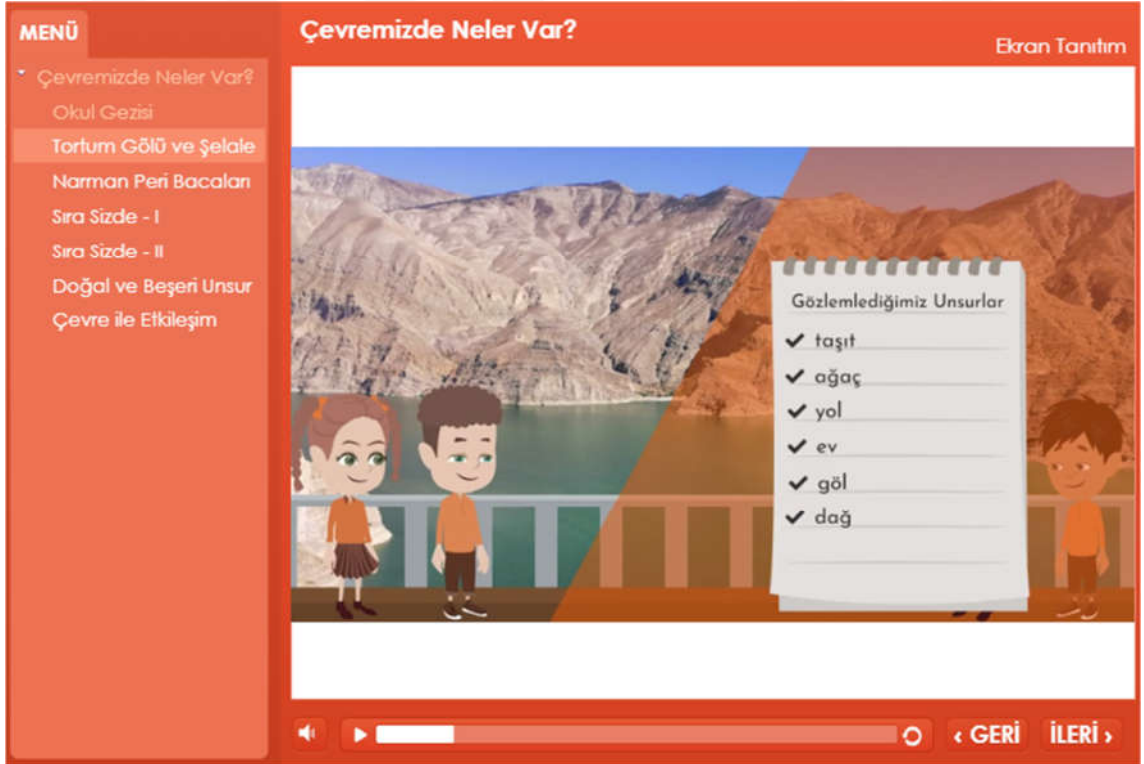 MENÜ
Çevremizde Neler Var?
Okul Gezisi
Tortum Gölü ve Şelale
Narman Peri Bacaları
Sıra Sizde - I
Sıra Sizde - II
Doğal ve Beşeri Unsur
Çevre ile Etkileşim
Çevremizde Neler Var?
Ekran Tanıtım
Gözlemlediğimiz Unsurlar
✔ taşıt
✔ ağaç
✔ yol
✔ ev
✔ göl
✔ dağ
‹ GERİ
İLERİ ›